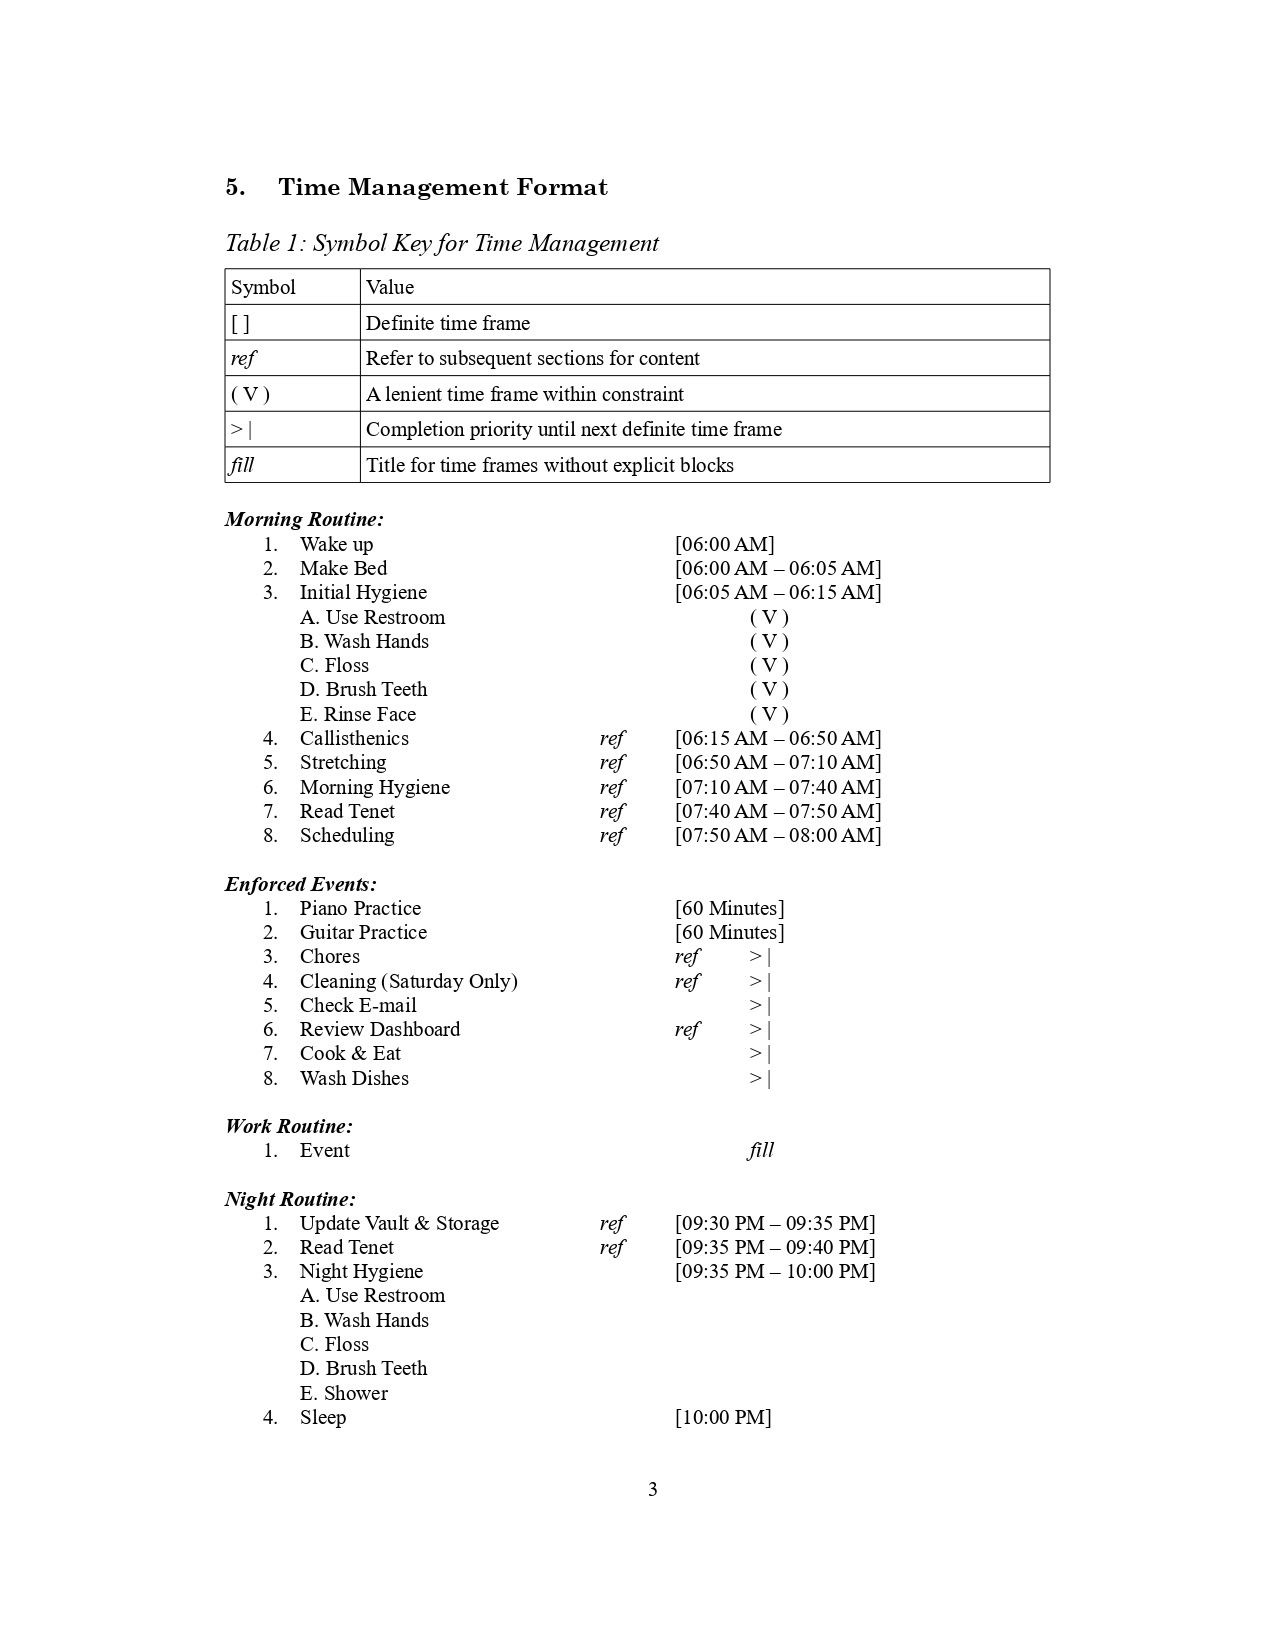 5. Time Management Format
Table 1: Symbol Key for Time Management
Symbol Value
[ ] Definite time frame
ref Refer to subsequent sections for content
( V ) A lenient time frame within constraint
> | Completion priority until next definite time frame
fill Title for time frames without explicit blocks
Morning Routine:
1. Wake up [06:00 AM]
2. Make Bed [06:00 AM – 06:05 AM]
3. Initial Hygiene [06:05 AM – 06:15 AM]
A. Use Restroom ( V )
B. Wash Hands ( V )
C. Floss ( V )
D. Brush Teeth ( V )
E. Rinse Face ( V )
4. Callisthenics ref [06:15 AM – 06:50 AM]
5. Stretching ref [06:50 AM – 07:10 AM]
6. Morning Hygiene ref [07:10 AM – 07:40 AM]
7. Read Tenet ref [07:40 AM – 07:50 AM]
8. Scheduling ref [07:50 AM – 08:00 AM]
Enforced Events:
1. Piano Practice [60 Minutes]
2. Guitar Practice [60 Minutes]
3. Chores ref > |
4. Cleaning (Saturday Only) ref > |
5. Check E-mail > |
6. Review Dashboard ref > |
7. Cook & Eat > |
8. Wash Dishes > |
Work Routine:
1. Event fill
Night Routine:
1. Update Vault & Storage ref [09:30 PM – 09:35 PM]
2. Read Tenet ref [09:35 PM – 09:40 PM]
3. Night Hygiene [09:35 PM – 10:00 PM]
A. Use Restroom
B. Wash Hands
C. Floss
D. Brush Teeth
E. Shower
4. Sleep [10:00 PM]
3